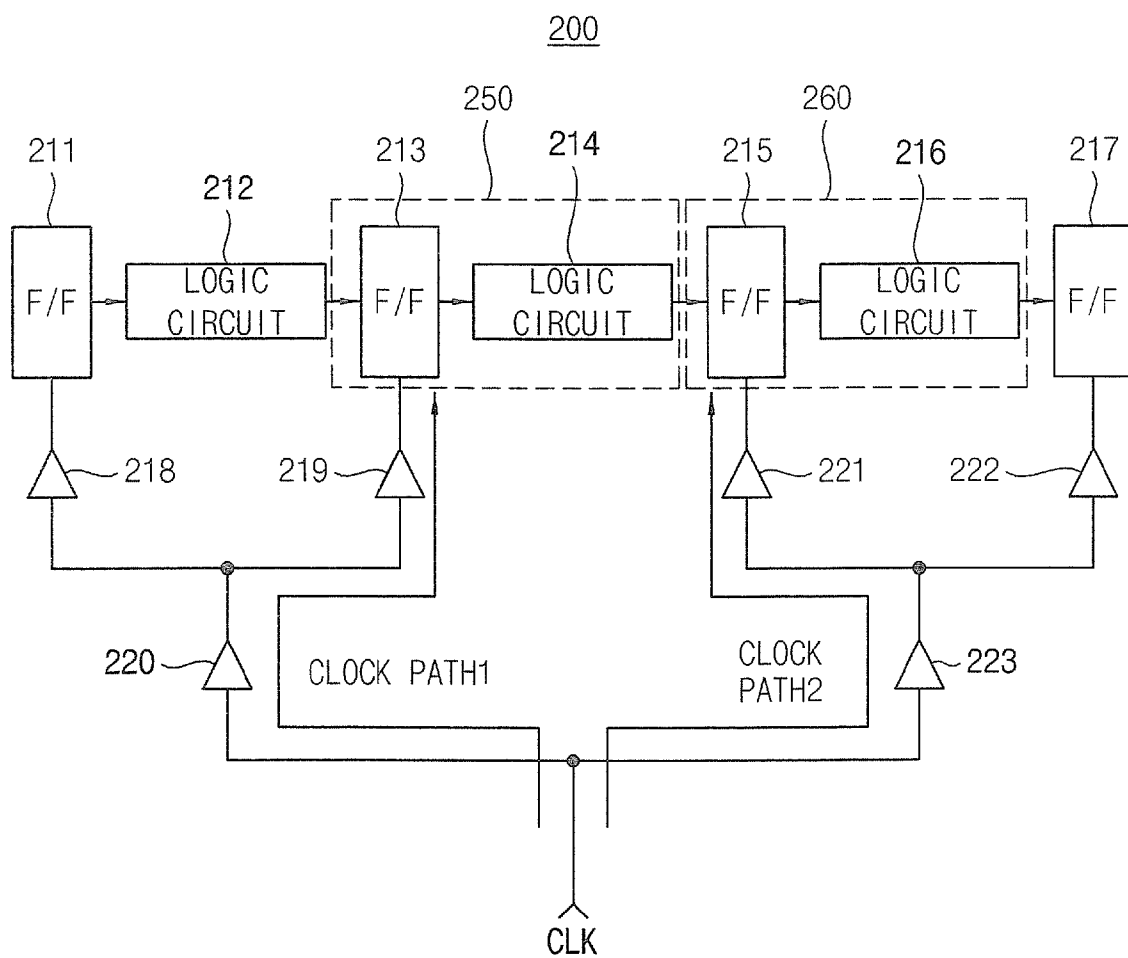 200
250
260
211
212
213
214
215
216
217
F/F
LOGIC
CIRCUIT
F/F
LOGIC
CIRCUIT
F/F
LOGIC
CIRCUIT
F/F
218
219
221
222
220
CLOCK PATH1
CLOCK
PATH2
223
CLK